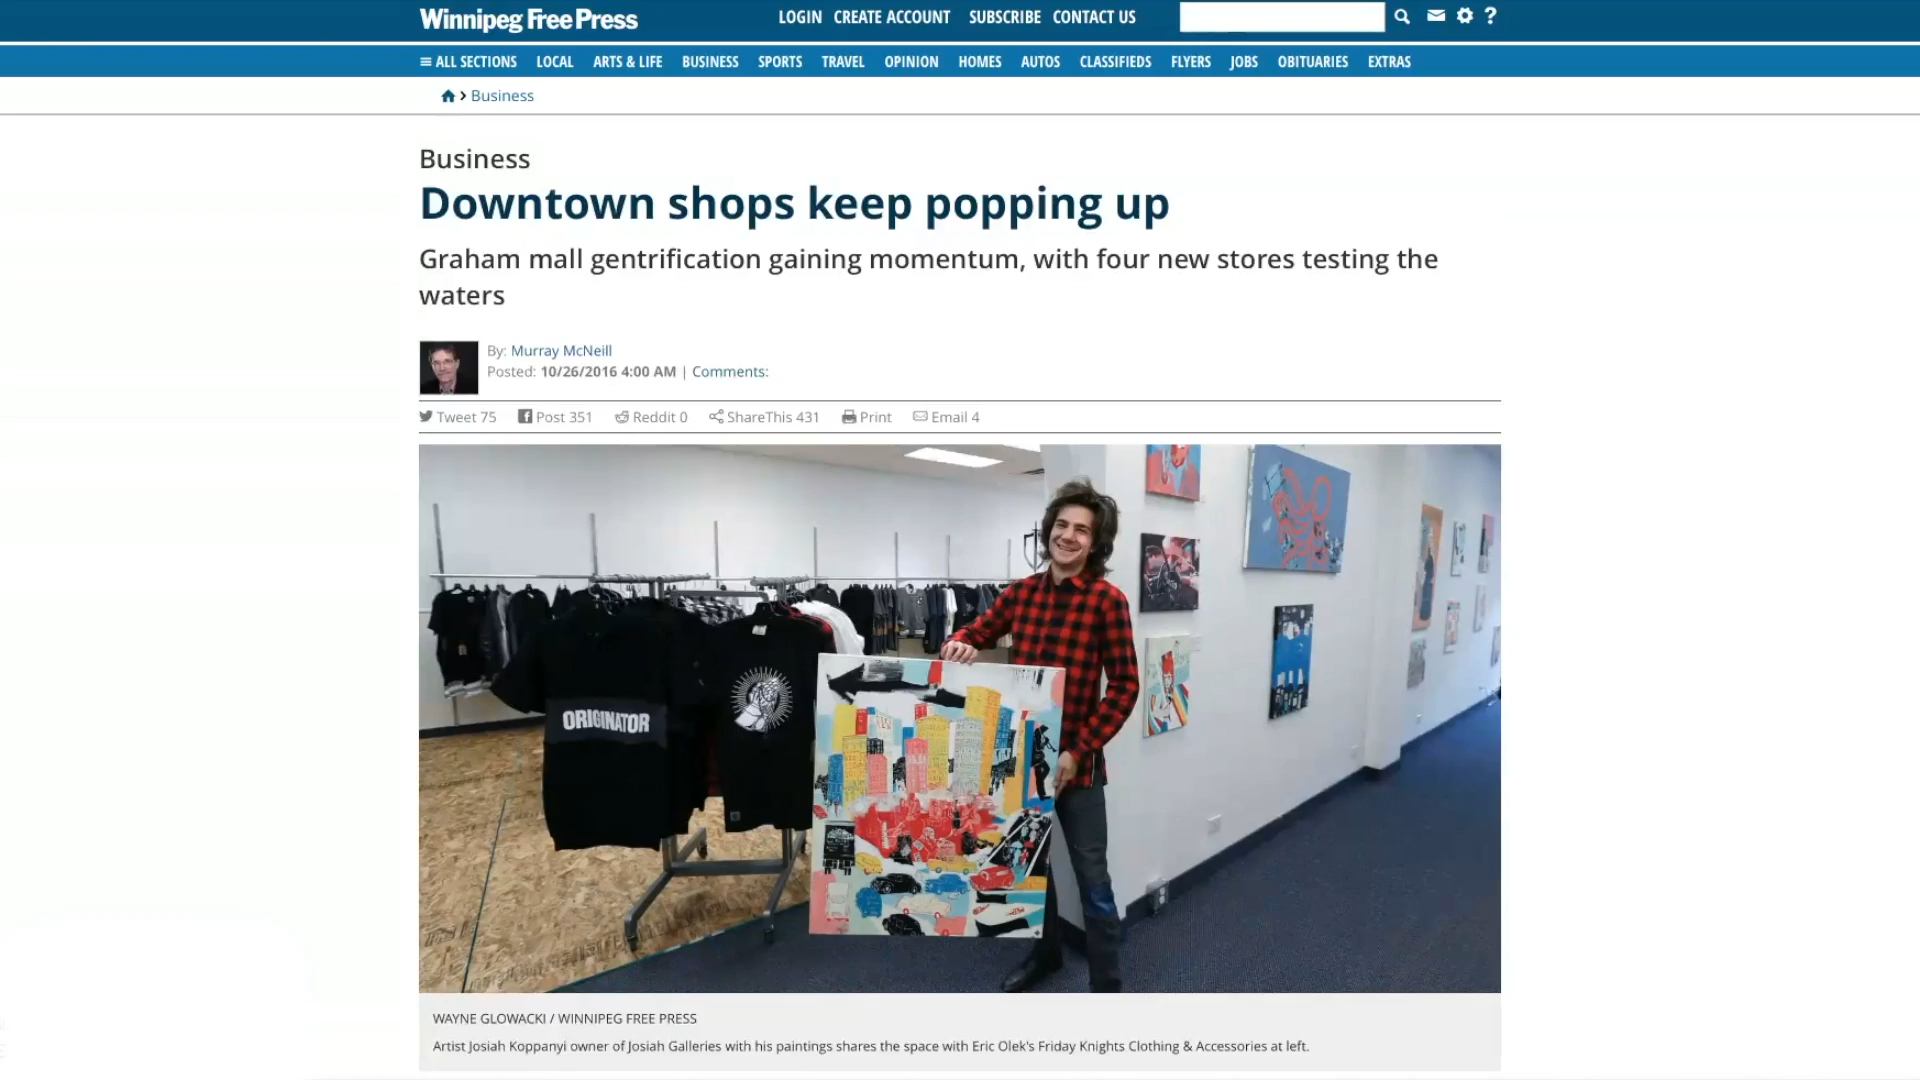 Winnipeg Free Press
LOGIN CREATE ACCOUNT SUBSCRIBE CONTACT US
?
ALL SECTIONS LOCAL ARTS & LIFE BUSINESS SPORTS TRAVEL OPINION HOMES AUTOS CLASSIFIEDS FLYERS JOBS OBITUARIES EXTRAS
Business
Business
Downtown shops keep popping up
Graham mall gentrification gaining momentum, with four new stores testing the
waters
By: Murray McNeill
Posted: 10/26/2016 4:00 AM | Comments:
Tweet 75 Post 351 Reddit 0 ShareThis 431 Print Email 4
ORIGINATOR
WAYNE GLOWACKI / WINNIPEG FREE PRESS
Artist Josiah Koppanyi owner of Josiah Galleries with his paintings shares the space with Eric Olek's Friday Knights Clothing & Accessories at left.